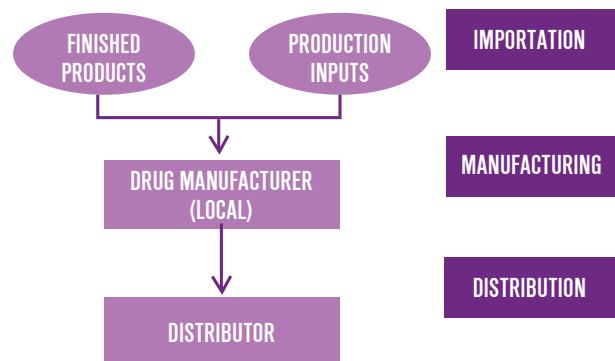 FINISHED
PRODUCTS
PRODUCTION
INPUTS
IMPORTATION
DRUG MANUFACTURER
(LOCAL)
MANUFACTURING
DISTRIBUTOR
DISTRIBUTION